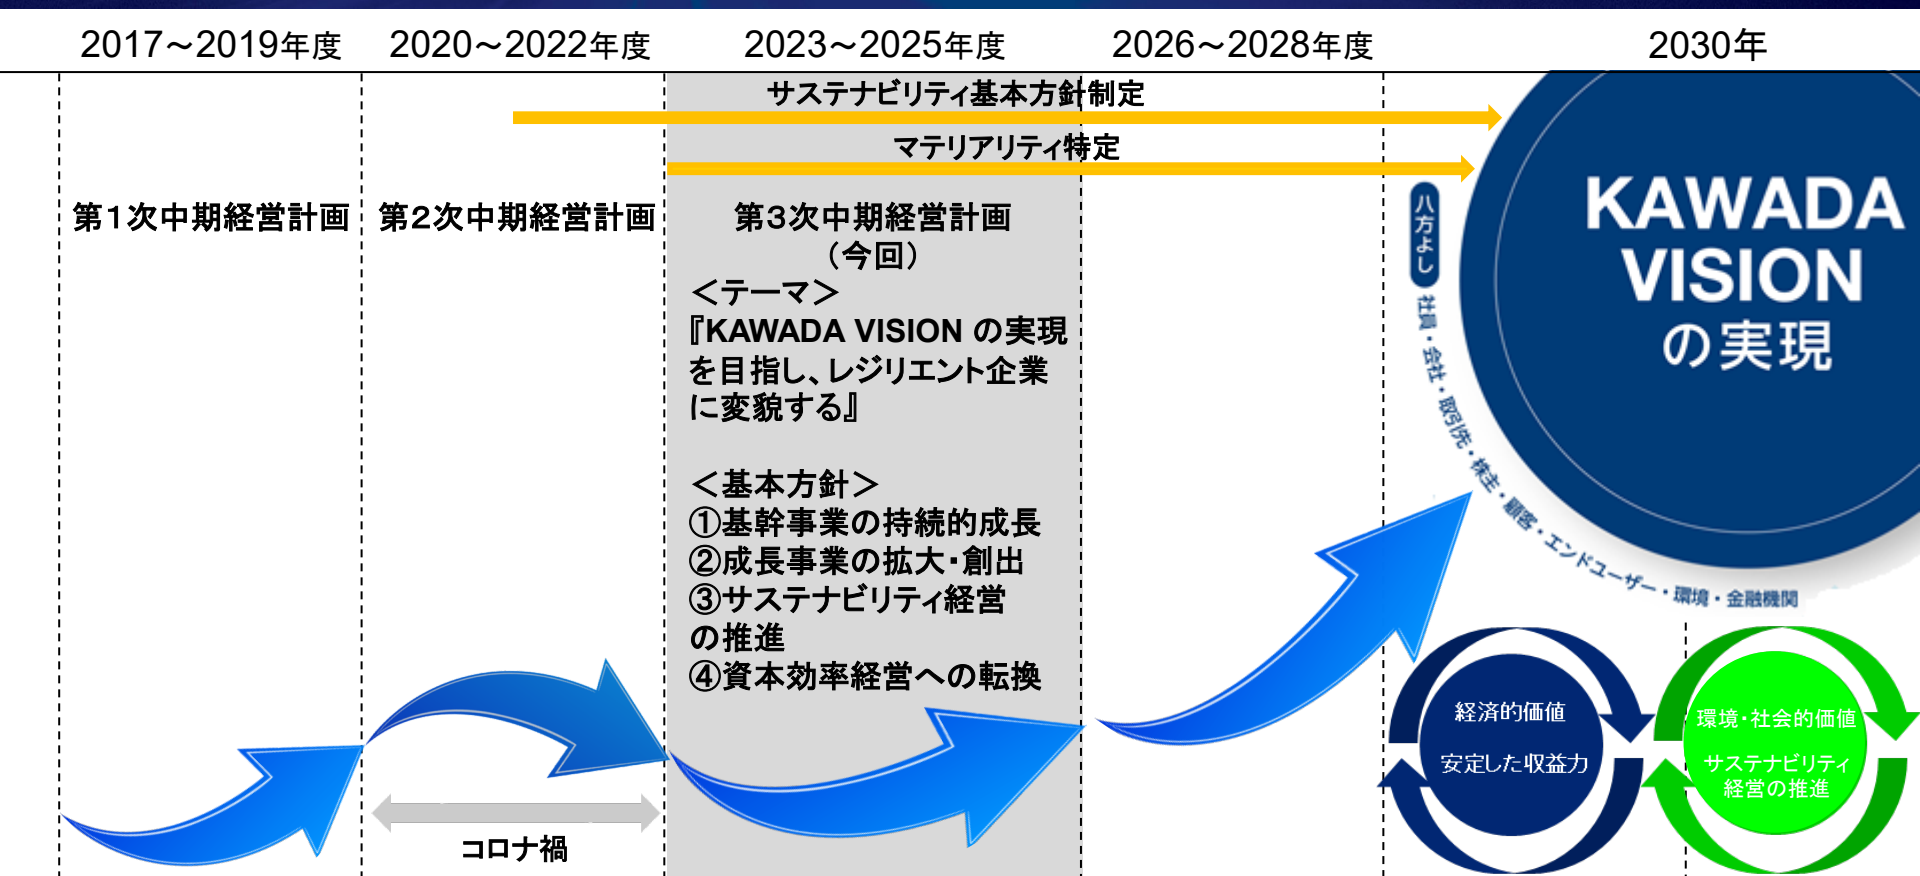 2017～2019年度
2020～2022年度
2023～2025年度
2026～2028年度
2030年
サステナビリティ基本方針制定
マテリアリティ特定
第1次中期経営計画
第2次中期経営計画
第3次中期経営計画
（今回）
＜テーマ＞
『KAWADA VISION の実現
を目指し、レジリエント企業
に変貌する』
＜基本方針＞
①基幹事業の持続的成長
②成長事業の拡大・創出
③サステナビリティ経営
の推進
④資本効率経営への転換
コロナ禍
KAWADA
VISION
の実現
八方よし
社員・会社・取引先・株主・顧客・エンドユーザー・環境・金融機関
経済的価値
安定した収益力
環境・社会的価値
サステナビリティ
経営の推進